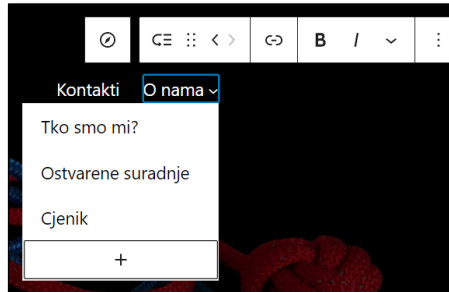 B I
Kontakti O nama
Tko smo mi?
Ostvarene suradnje
Cjenik
+